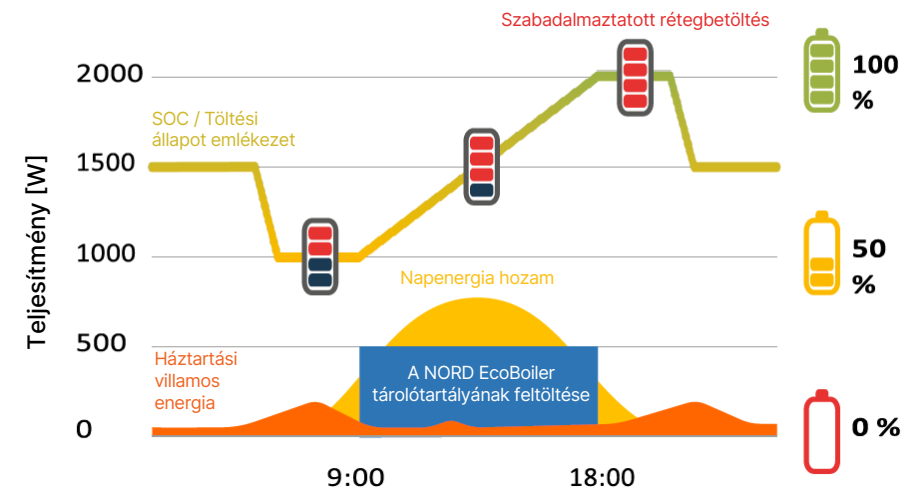 Szabadalmaztatott rétegbetöltés
2000
100
%
SOC / Töltési
állapot emlékezet
1500
Teljesítmény [W]
1000
50
%
Napenergia hozam
500
Háztartási
villamos
energia
A NORD EcoBoiler
tárolótartályának feltöltése
0
0 %
9:00
18:00